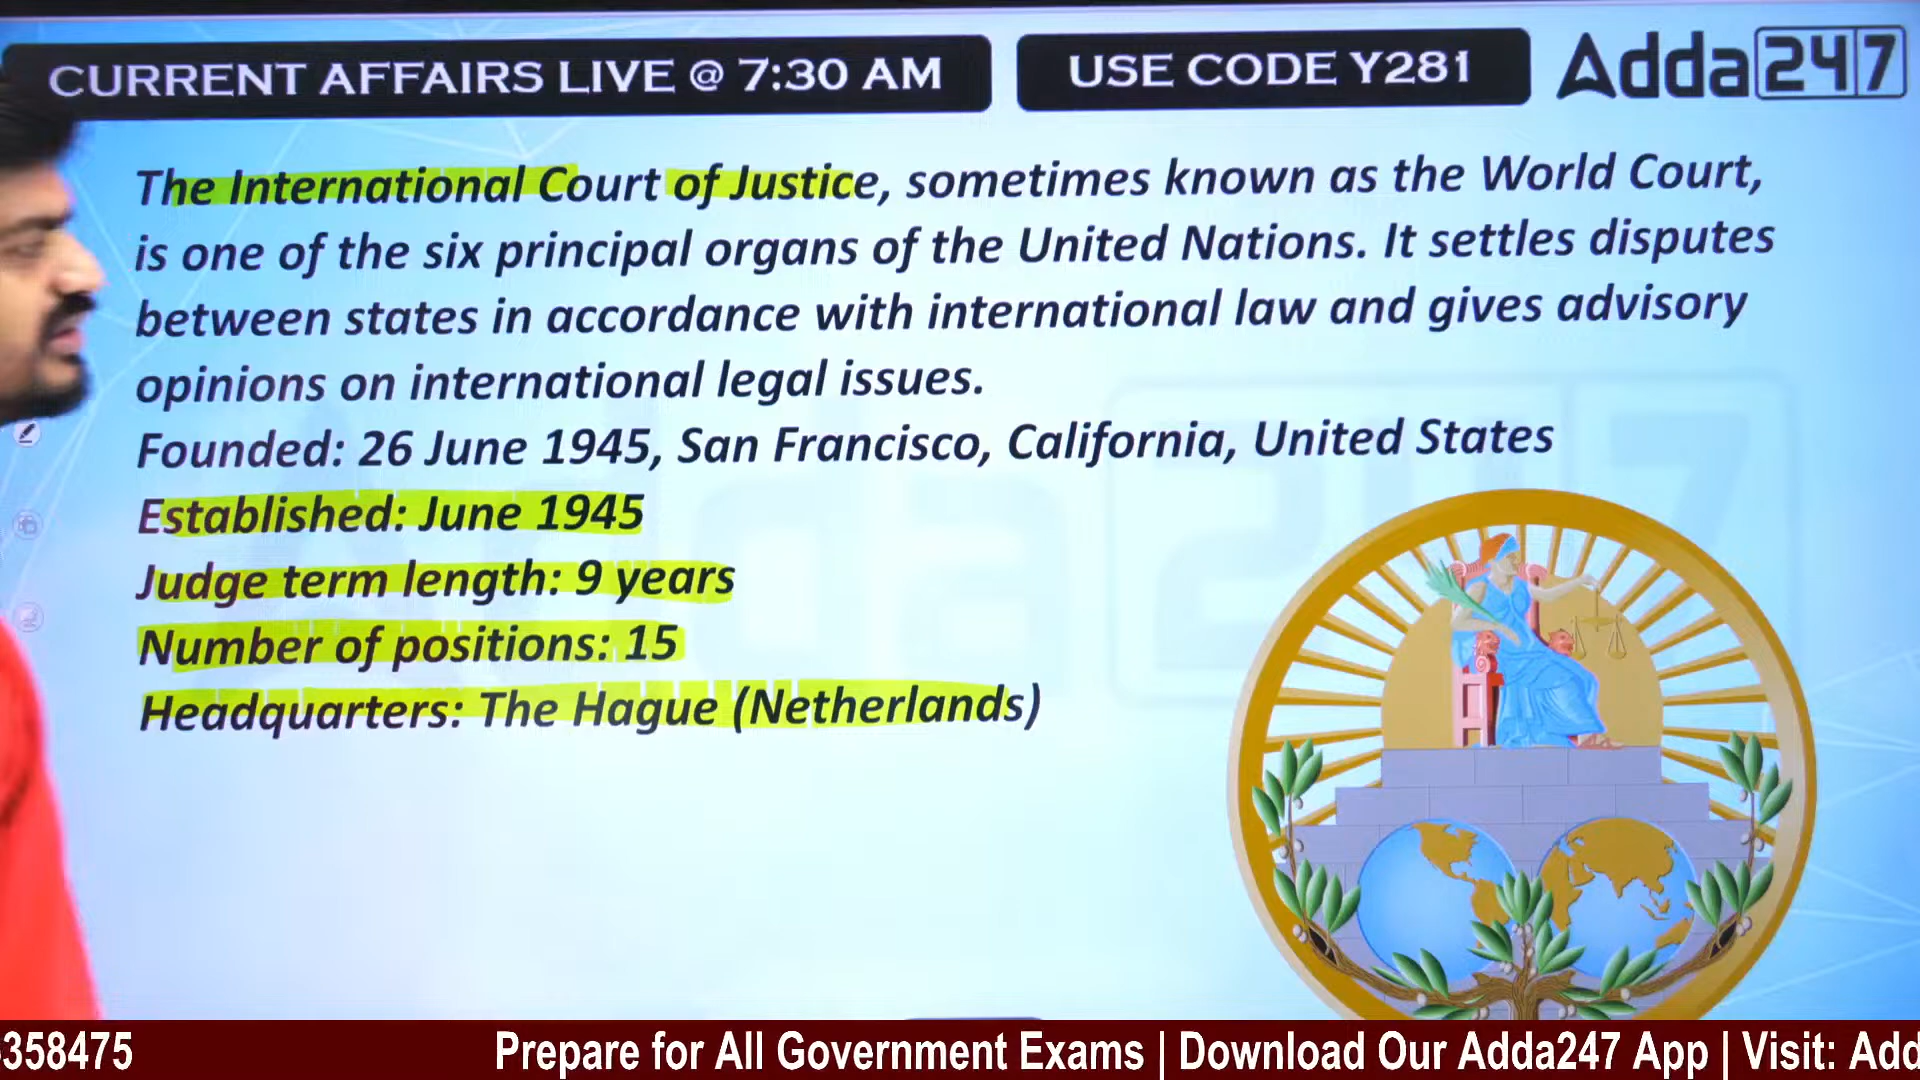 CURRENT AFFAIRS LIVE @ 7:30 AM
USE CODE Y281
Adda247
The International Court of Justice, sometimes known as the World Court,
is one of the six principal organs of the United Nations. It settles disputes
between states in accordance with international law and gives advisory
opinions on international legal issues.
Founded: 26 June 1945, San Francisco, California, United States
Established: June 1945
Judge term length: 9 years
Number of positions: 15
Headquarters: The Hague (Netherlands)
358475 Prepare for All Government Exams | Download Our Adda247 App | Visit: Add